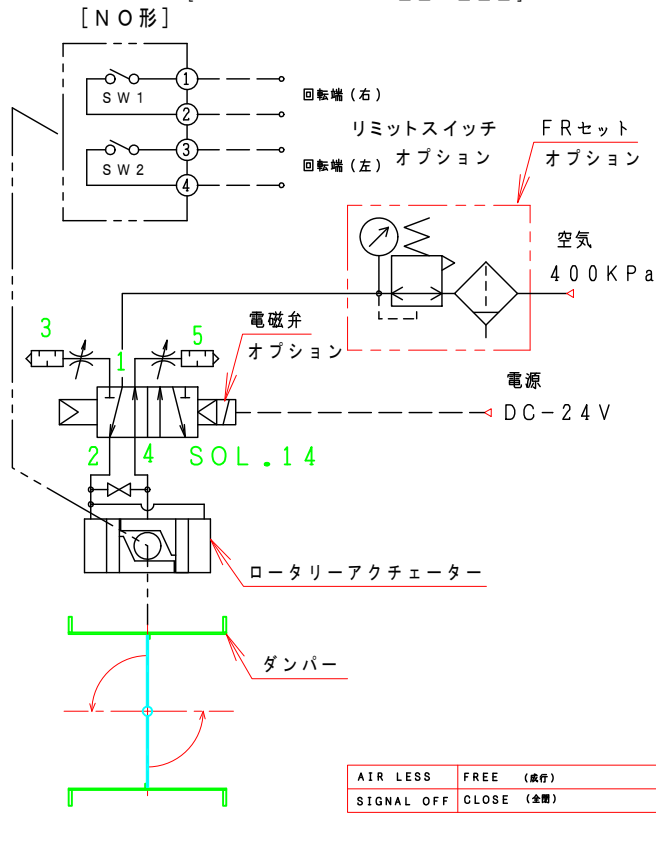 [NO形]
1
SW1
回転端(右)
2
リミットスイッチ
オプション
FRセット
オプション
3
SW2
回転端(左)
4
空気
400KPa
電磁弁
オプション
3
1
5
電源
DC-24V
2
4
SOL.14
ロータリーアクチェーター
ダンパー
AIR LESS FREE (成行)
SIGNAL OFF CLOSE (全閉)